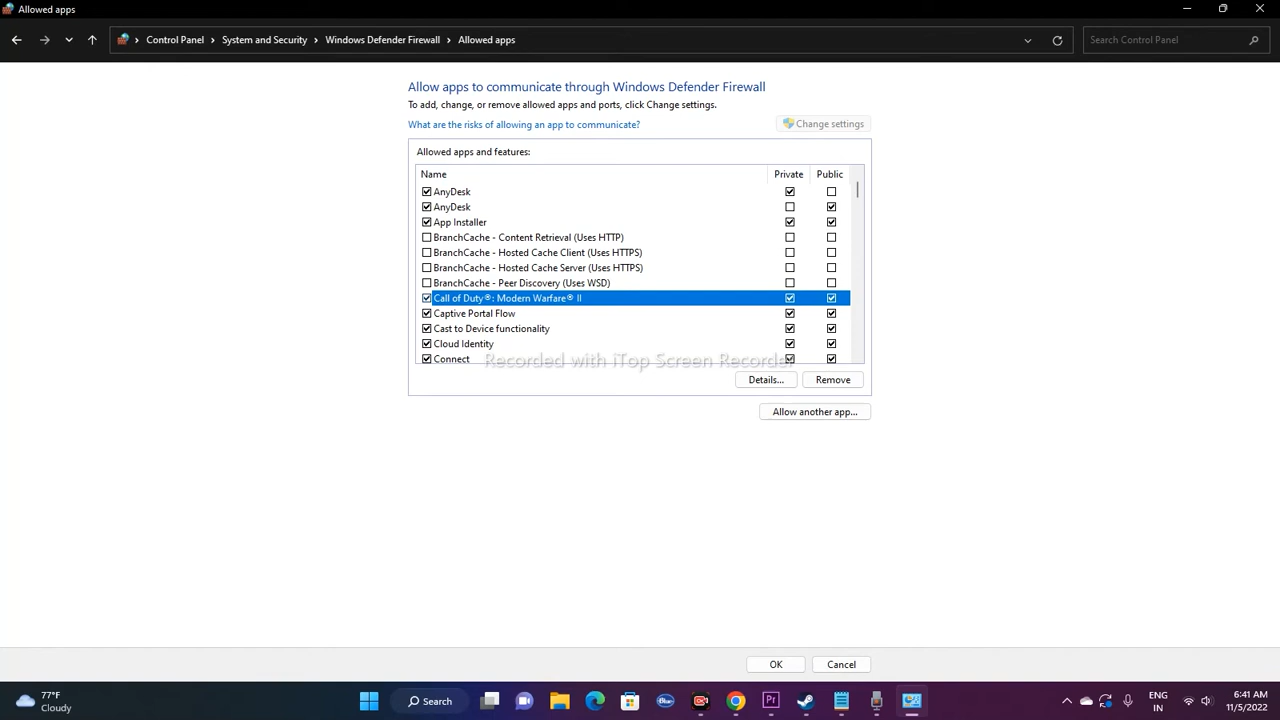 Allowed apps
Control Panel > System and Security > Windows Defender Firewall > Allowed apps
Search Control Panel
Allow apps to communicate through Windows Defender Firewall
To add, change, or remove allowed apps and ports, click Change settings.
What are the risks of allowing an app to communicate?
Change settings
Allowed apps and features:
Name Private Public
AnyDesk
AnyDesk
App Installer
BranchCache - Content Retrieval (Uses HTTP)
BranchCache - Hosted Cache Client (Uses HTTPS)
BranchCache - Hosted Cache Server (Uses HTTPS)
BranchCache - Peer Discovery (Uses WSD)
Call of Duty®: Modern Warfare® II
Captive Portal Flow
Cast to Device functionality
Cloud Identity
Connect
Recorded with iTop Screen Recorder
Details... Remove
Allow another app...
OK Cancel
77°F
Cloudy
Search
Blue
Pr
ENG
IN
6:41 AM
11/5/2022